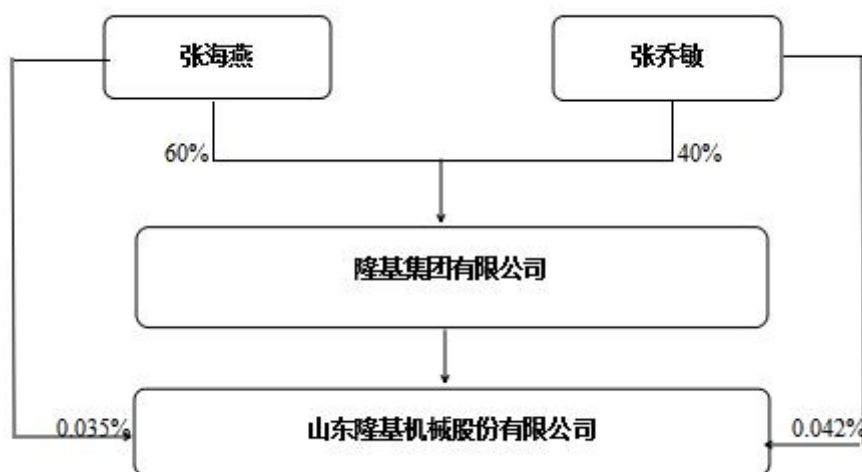 张海燕
张乔敏
60%
40%
隆基集团有限公司
0.035%
山东隆基机械股份有限公司
0.042%